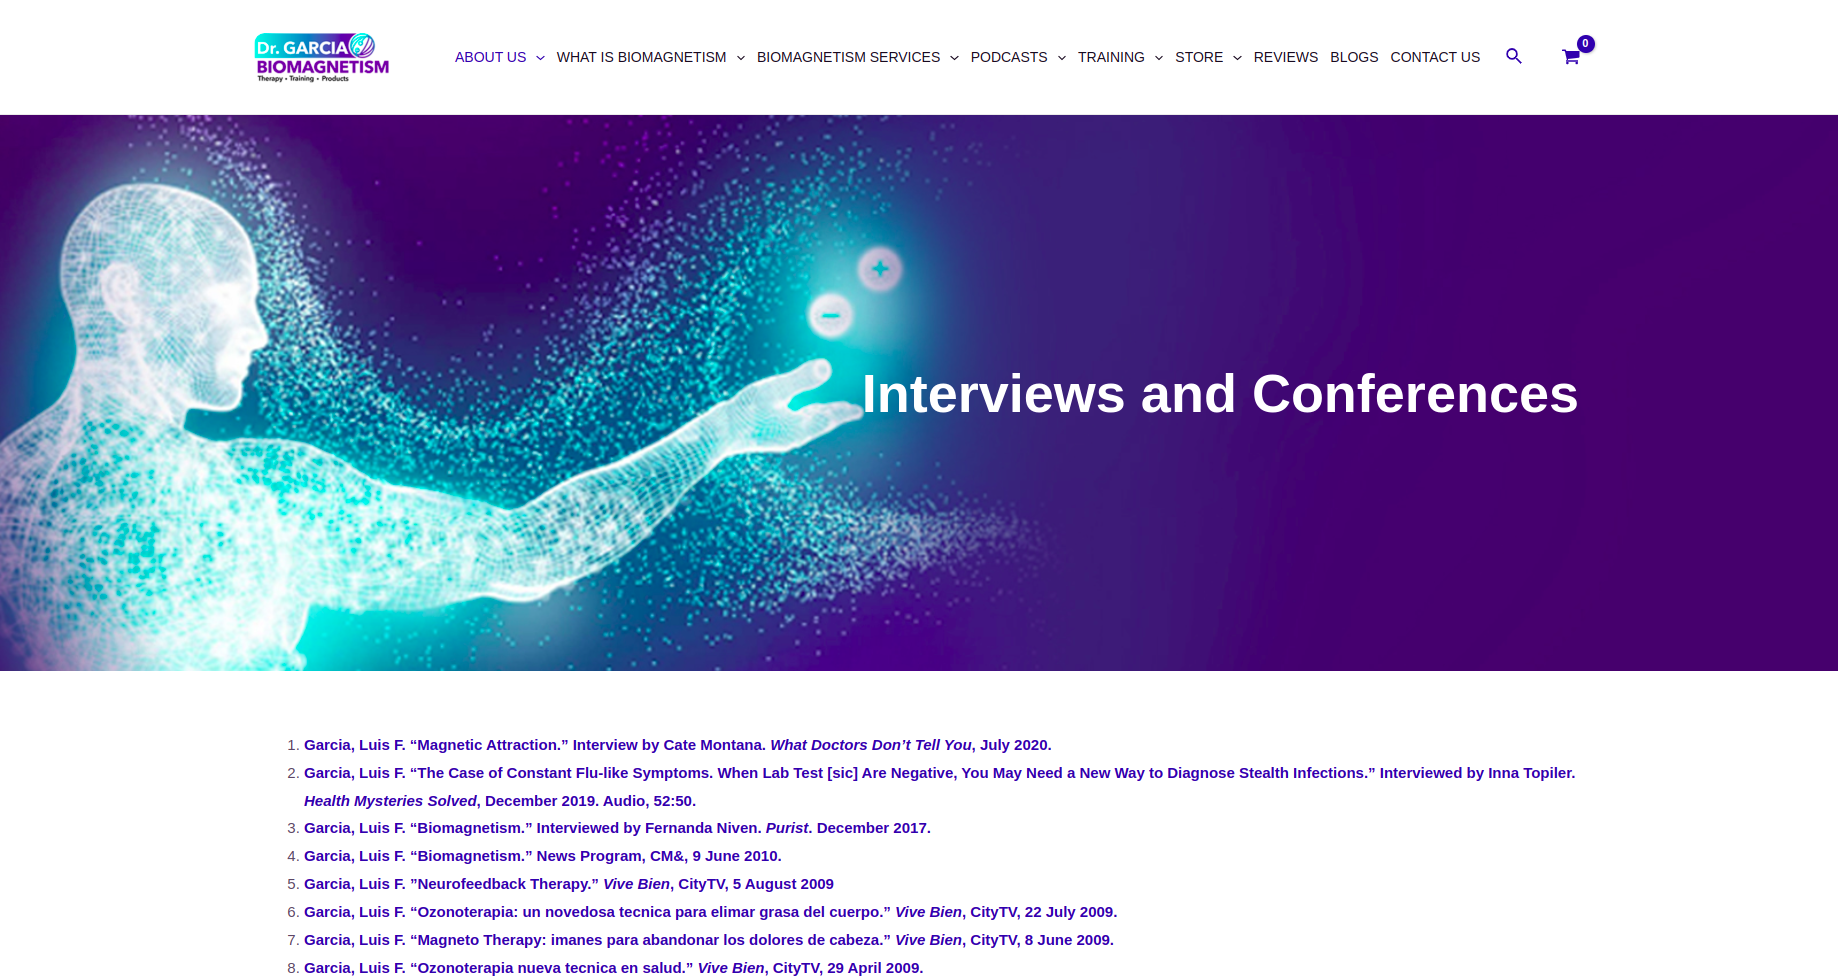 Dr. GARCIA
BIOMAGNETISM
Therapy • Training • Products
ABOUT US WHAT IS BIOMAGNETISM BIOMAGNETISM SERVICES PODCASTS TRAINING STORE REVIEWS BLOGS CONTACT US 0
+
−
Interviews and Conferences
1. Garcia, Luis F. “Magnetic Attraction.” Interview by Cate Montana. What Doctors Don’t Tell You, July 2020.
2. Garcia, Luis F. “The Case of Constant Flu-like Symptoms. When Lab Test [sic] Are Negative, You May Need a New Way to Diagnose Stealth Infections.” Interviewed by Inna Topiler.
Health Mysteries Solved, December 2019. Audio, 52:50.
3. Garcia, Luis F. “Biomagnetism.” Interviewed by Fernanda Niven. Purist. December 2017.
4. Garcia, Luis F. “Biomagnetism.” News Program, CM&, 9 June 2010.
5. Garcia, Luis F. ”Neurofeedback Therapy.” Vive Bien, CityTV, 5 August 2009
6. Garcia, Luis F. “Ozonoterapia: un novedosa tecnica para elimar grasa del cuerpo.” Vive Bien, CityTV, 22 July 2009.
7. Garcia, Luis F. “Magneto Therapy: imanes para abandonar los dolores de cabeza.” Vive Bien, CityTV, 8 June 2009.
8. Garcia, Luis F. “Ozonoterapia nueva tecnica en salud.” Vive Bien, CityTV, 29 April 2009.